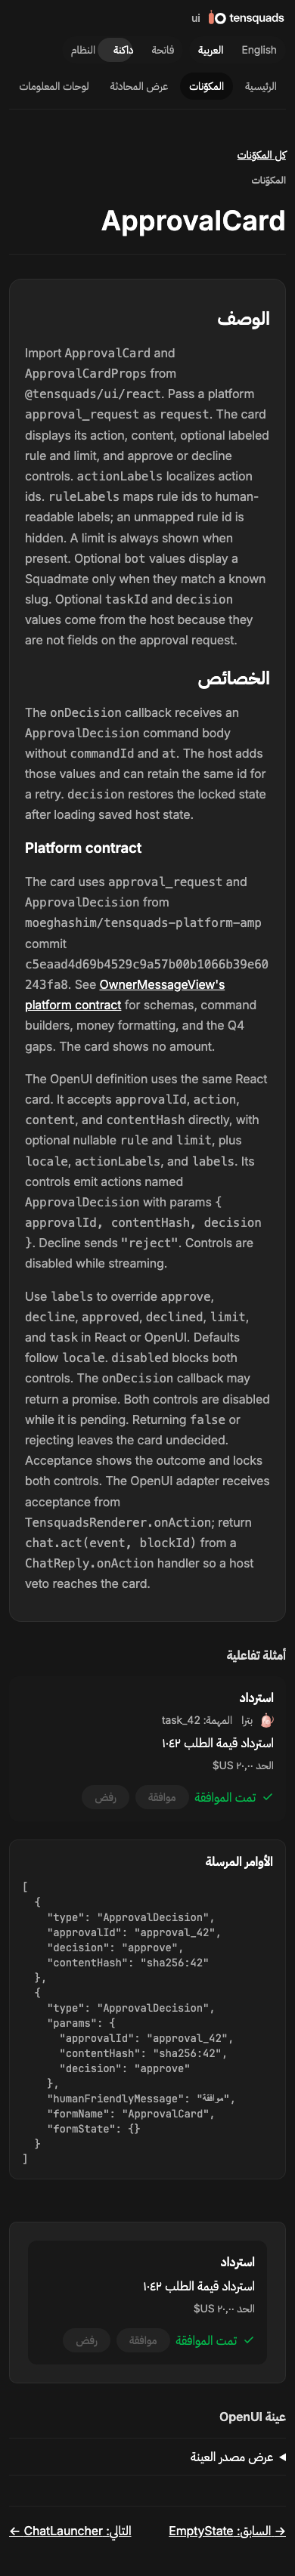 tensquads ui
English العربية فاتحة داكنة النظام
الرئيسية المكوّنات عرض المحادثة لوحات المعلومات
كل المكوّنات
المكوّنات
ApprovalCard
الوصف
Import ApprovalCard and
ApprovalCardProps from
@tensquads/ui/react. Pass a platform
approval_request as request. The card
displays its action, content, optional labeled
rule and limit, and approve or decline
controls. actionLabels localizes action
ids. ruleLabels maps rule ids to human-
readable labels; an unmapped rule id is
hidden. A limit is always shown when
present. Optional bot values display a
Squadmate only when they match a known
slug. Optional taskId and decision
values come from the host because they
are not fields on the approval request.
الخصائص
The onDecision callback receives an
ApprovalDecision command body
without commandId and at. The host adds
those values and can retain the same id for
a retry. decision restores the locked state
after loading saved host state.
Platform contract
The card uses approval_request and
ApprovalDecision from
moeghashim/tensquads-platform-amp
commit
c5eaad4d69b4529c9a57b00b1066b39e60
243fa8. See OwnerMessageView's
platform contract for schemas, command
builders, money formatting, and the Q4
gaps. The card shows no amount.
The OpenUI definition uses the same React
card. It accepts approvalId, action,
content, and contentHash directly, with
optional nullable rule and limit, plus
locale, actionLabels, and labels. Its
controls emit actions named
ApprovalDecision with params {
approvalId, contentHash, decision
}. Decline sends "reject". Controls are
disabled while streaming.
Use labels to override approve,
decline, approved, declined, limit,
and task in React or OpenUI. Defaults
follow locale. disabled blocks both
controls. The onDecision callback may
return a promise. Both controls are disabled
while it is pending. Returning false or
rejecting leaves the card undecided.
Acceptance shows the outcome and locks
both controls. The OpenUI adapter receives
acceptance from
TensquadsRenderer.onAction; return
chat.act(event, blockId) from a
ChatReply.onAction handler so a host
veto reaches the card.
أمثلة تفاعلية
استرداد
بترا المهمة: task_42
استرداد قيمة الطلب ١٠٤٢
الحد ٢٠٫٠٠ US$
تمت الموافقة موافقة رفض
الأوامر المرسلة
[
{
"type": "ApprovalDecision",
"approvalId": "approval_42",
"decision": "approve",
"contentHash": "sha256:42"
},
{
"type": "ApprovalDecision",
"params": {
"approvalId": "approval_42",
"contentHash": "sha256:42",
"decision": "approve"
},
"humanFriendlyMessage": "موافقة",
"formName": "ApprovalCard",
"formState": {}
}
]
استرداد
استرداد قيمة الطلب ١٠٤٢
الحد ٢٠٫٠٠ US$
تمت الموافقة موافقة رفض
عينة OpenUI
عرض مصدر العينة
→ السابق: EmptyState التالي: ChatLauncher ←